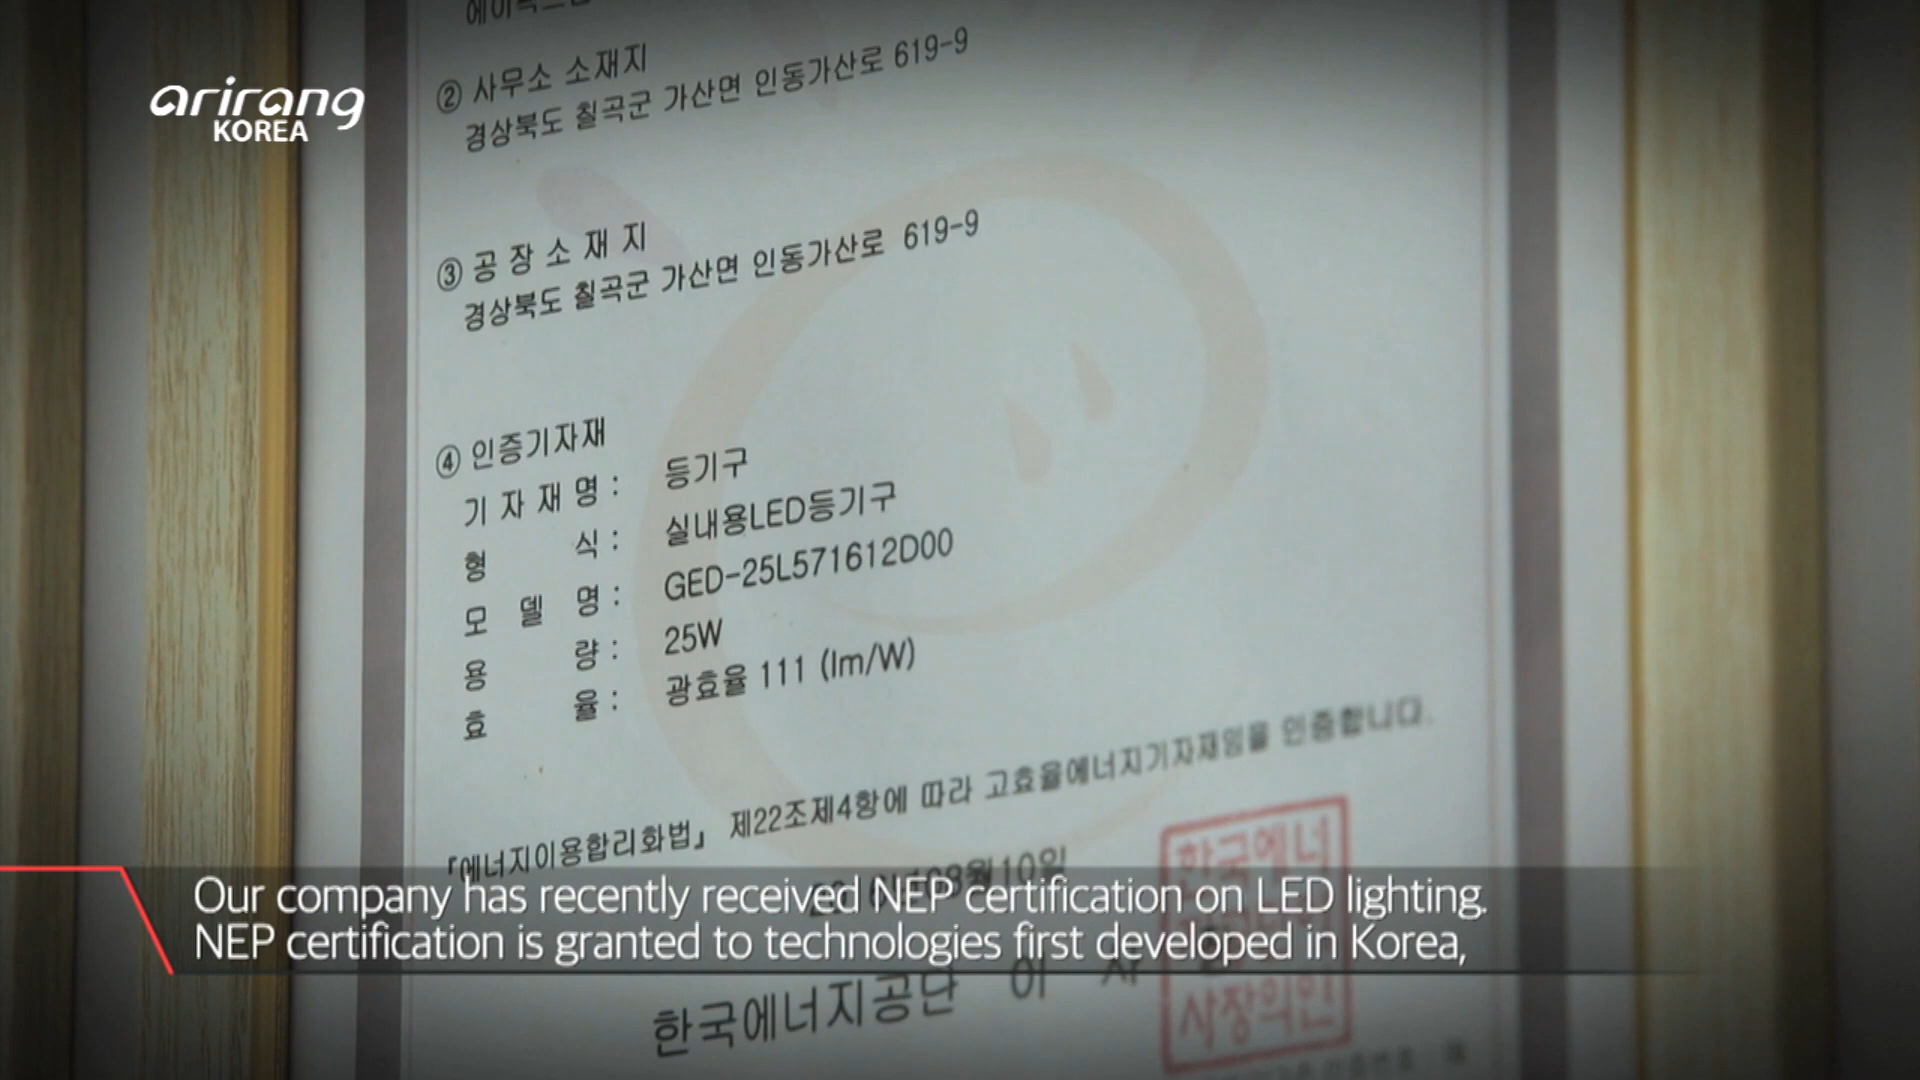 arirang
KOREA
② 사무소 소재지
경상북도 칠곡군 가산면 인동가산로 619-9
③ 공 장 소 재 지
경상북도 칠곡군 가산면 인동가산로 619-9
④ 인증기자재
기 자 재 명 : 등기구
형 식 : 실내용LED등기구
모 델 명 : GED-25L571612D00
용 량 : 25W
효 율 : 광효율 111 (lm/W)
「에너지이용합리화법」 제22조제4항에 따라 고효율에너지기자재임을 인증합니다.
Our company has recently received NEP certification on LED lighting.
NEP certification is granted to technologies first developed in Korea,
한국에너지공단 이 사
한국에너
사장의인